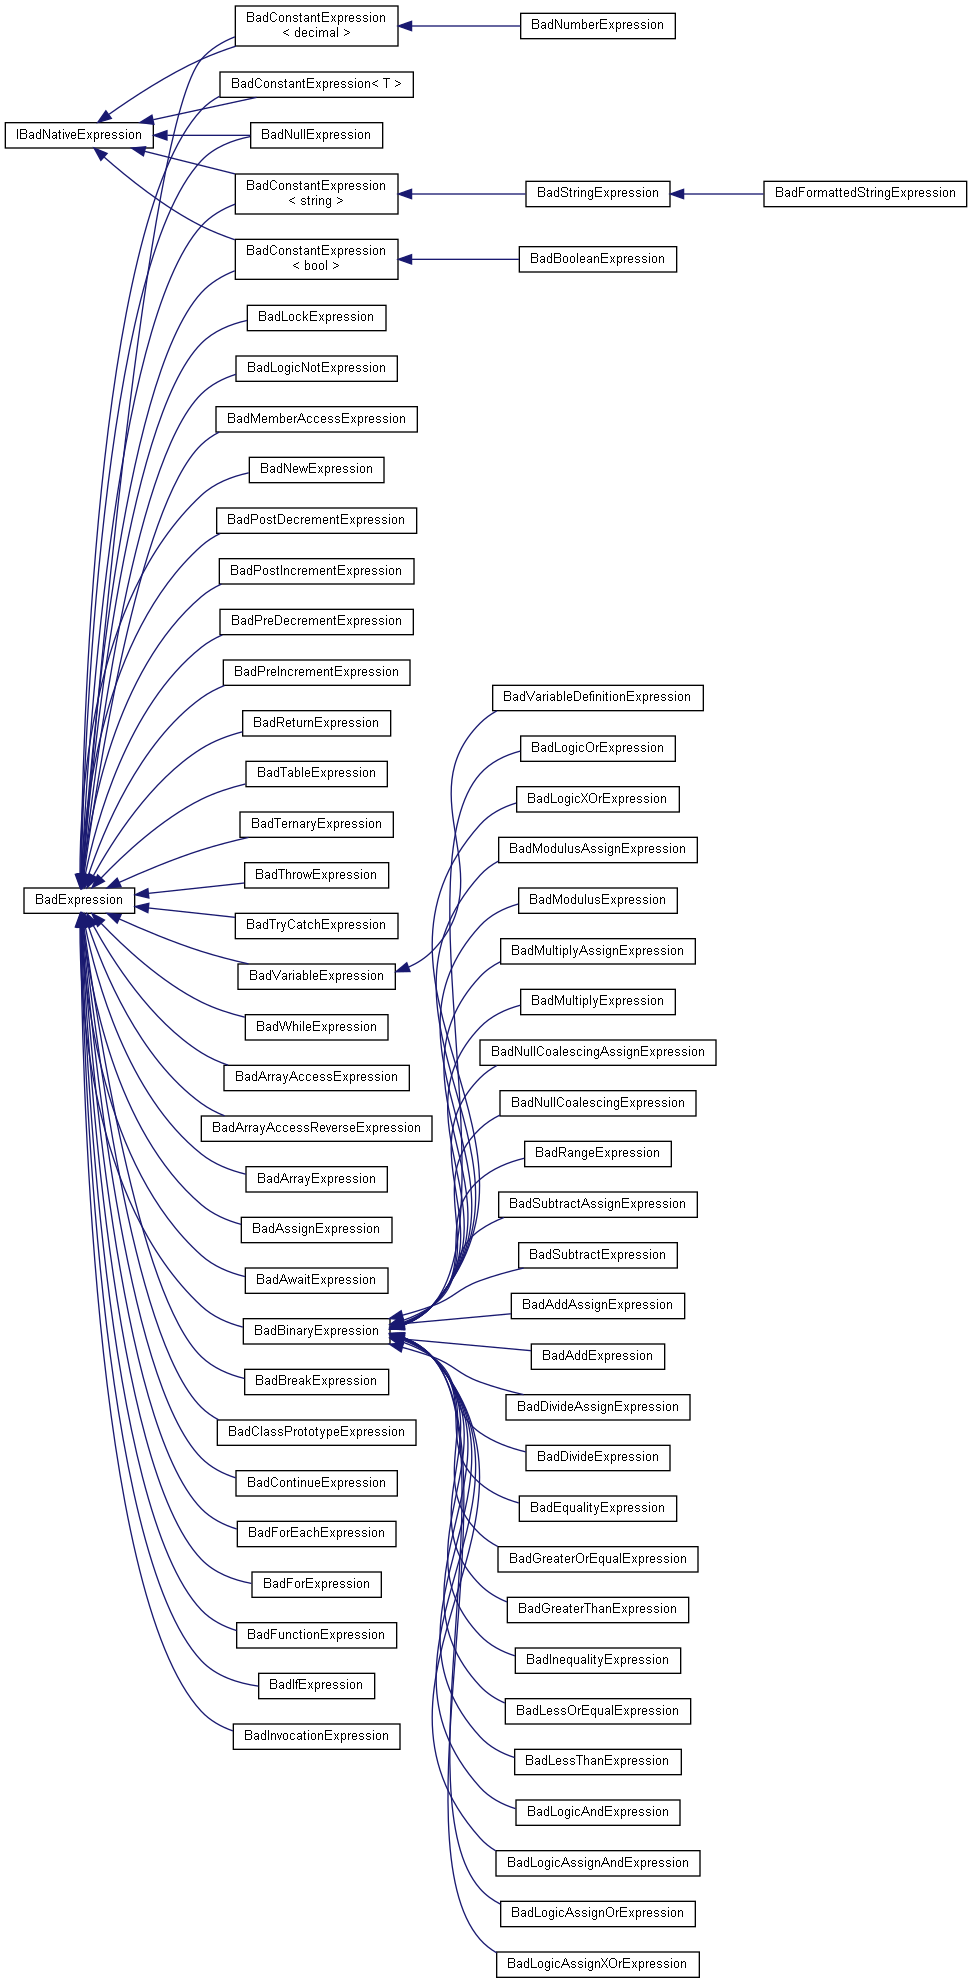 BadConstantExpression
< decimal >
BadNumberExpression
BadConstantExpression< T >
IBadNativeExpression
BadNullExpression
BadConstantExpression
< string >
BadStringExpression
BadFormattedStringExpression
BadConstantExpression
< bool >
BadBooleanExpression
BadLockExpression
BadLogicNotExpression
BadMemberAccessExpression
BadNewExpression
BadPostDecrementExpression
BadPostIncrementExpression
BadPreDecrementExpression
BadPreIncrementExpression
BadReturnExpression
BadTableExpression
BadTernaryExpression
BadThrowExpression
BadExpression
BadTryCatchExpression
BadVariableExpression
BadWhileExpression
BadArrayAccessExpression
BadArrayAccessReverseExpression
BadArrayExpression
BadAssignExpression
BadAwaitExpression
BadBinaryExpression
BadBreakExpression
BadClassPrototypeExpression
BadContinueExpression
BadForEachExpression
BadForExpression
BadFunctionExpression
BadIfExpression
BadInvocationExpression
BadVariableDefinitionExpression
BadLogicOrExpression
BadLogicXOrExpression
BadModulusAssignExpression
BadModulusExpression
BadMultiplyAssignExpression
BadMultiplyExpression
BadNullCoalescingAssignExpression
BadNullCoalescingExpression
BadRangeExpression
BadSubtractAssignExpression
BadSubtractExpression
BadAddAssignExpression
BadAddExpression
BadDivideAssignExpression
BadDivideExpression
BadEqualityExpression
BadGreaterOrEqualExpression
BadGreaterThanExpression
BadInequalityExpression
BadLessOrEqualExpression
BadLessThanExpression
BadLogicAndExpression
BadLogicAssignAndExpression
BadLogicAssignOrExpression
BadLogicAssignXOrExpression